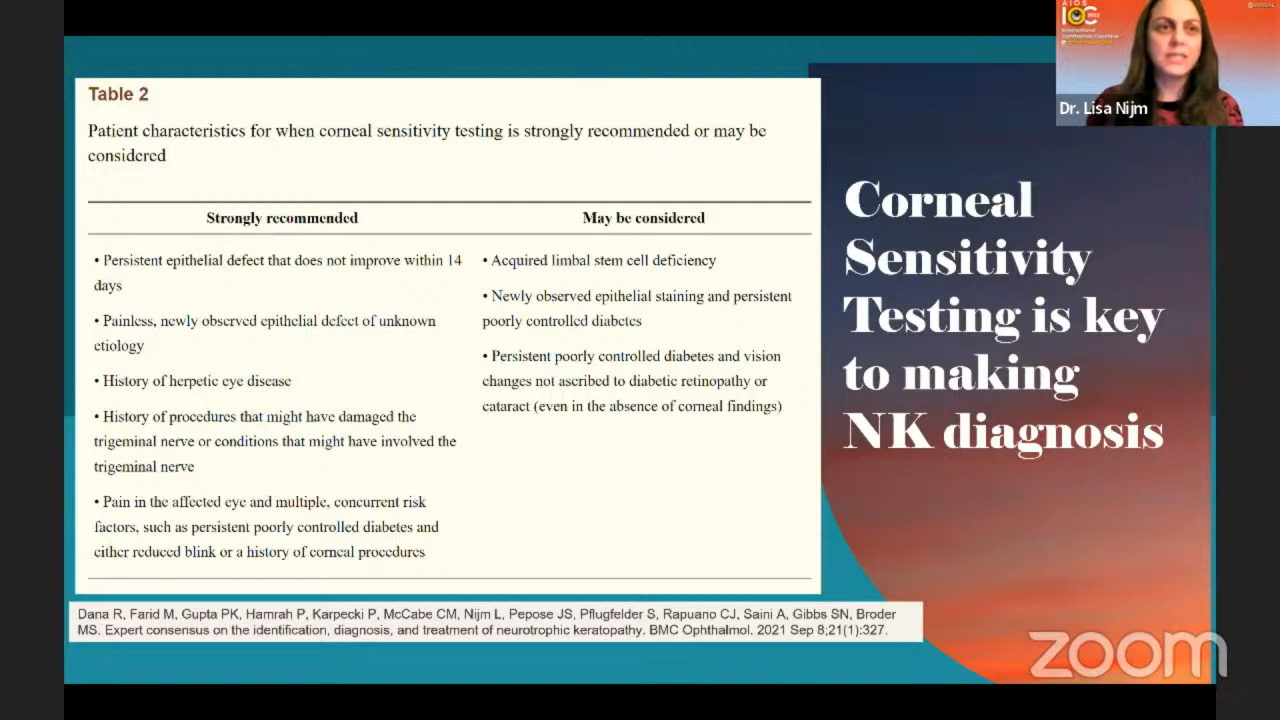 Table 2
Patient characteristics for when corneal sensitivity testing is strongly recommended or may be
considered
Strongly recommended
• Persistent epithelial defect that does not improve within 14
days
• Painless, newly observed epithelial defect of unknown
etiology
• History of herpetic eye disease
• History of procedures that might have damaged the
trigeminal nerve or conditions that might have involved the
trigeminal nerve
• Pain in the affected eye and multiple, concurrent risk
factors, such as persistent poorly controlled diabetes and
either reduced blink or a history of corneal procedures
May be considered
• Acquired limbal stem cell deficiency
• Newly observed epithelial staining and persistent
poorly controlled diabetes
• Persistent poorly controlled diabetes and vision
changes not ascribed to diabetic retinopathy or
cataract (even in the absence of corneal findings)
Dana R, Farid M, Gupta PK, Hamrah P, Karpecki P, McCabe CM, Nijm L, Pepose JS, Pflugfelder S, Rapuano CJ, Saini A, Gibbs SN, Broder
MS. Expert consensus on the identification, diagnosis, and treatment of neurotrophic keratopathy. BMC Ophthalmol. 2021 Sep 8;21(1):327.
Corneal
Sensitivity
Testing is key
to making
NK diagnosis
AIOS
Dr. Lisa Nijm
zoom